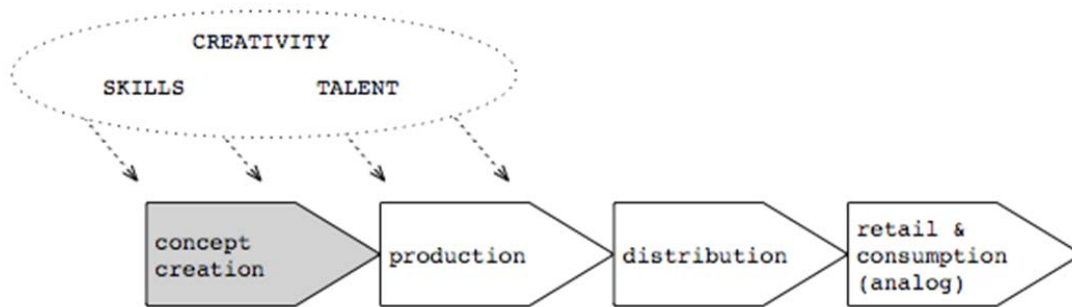 CREATIVITY
SKILLS TALENT
concept
creation
production
distribution
retail &
consumption
(analog)